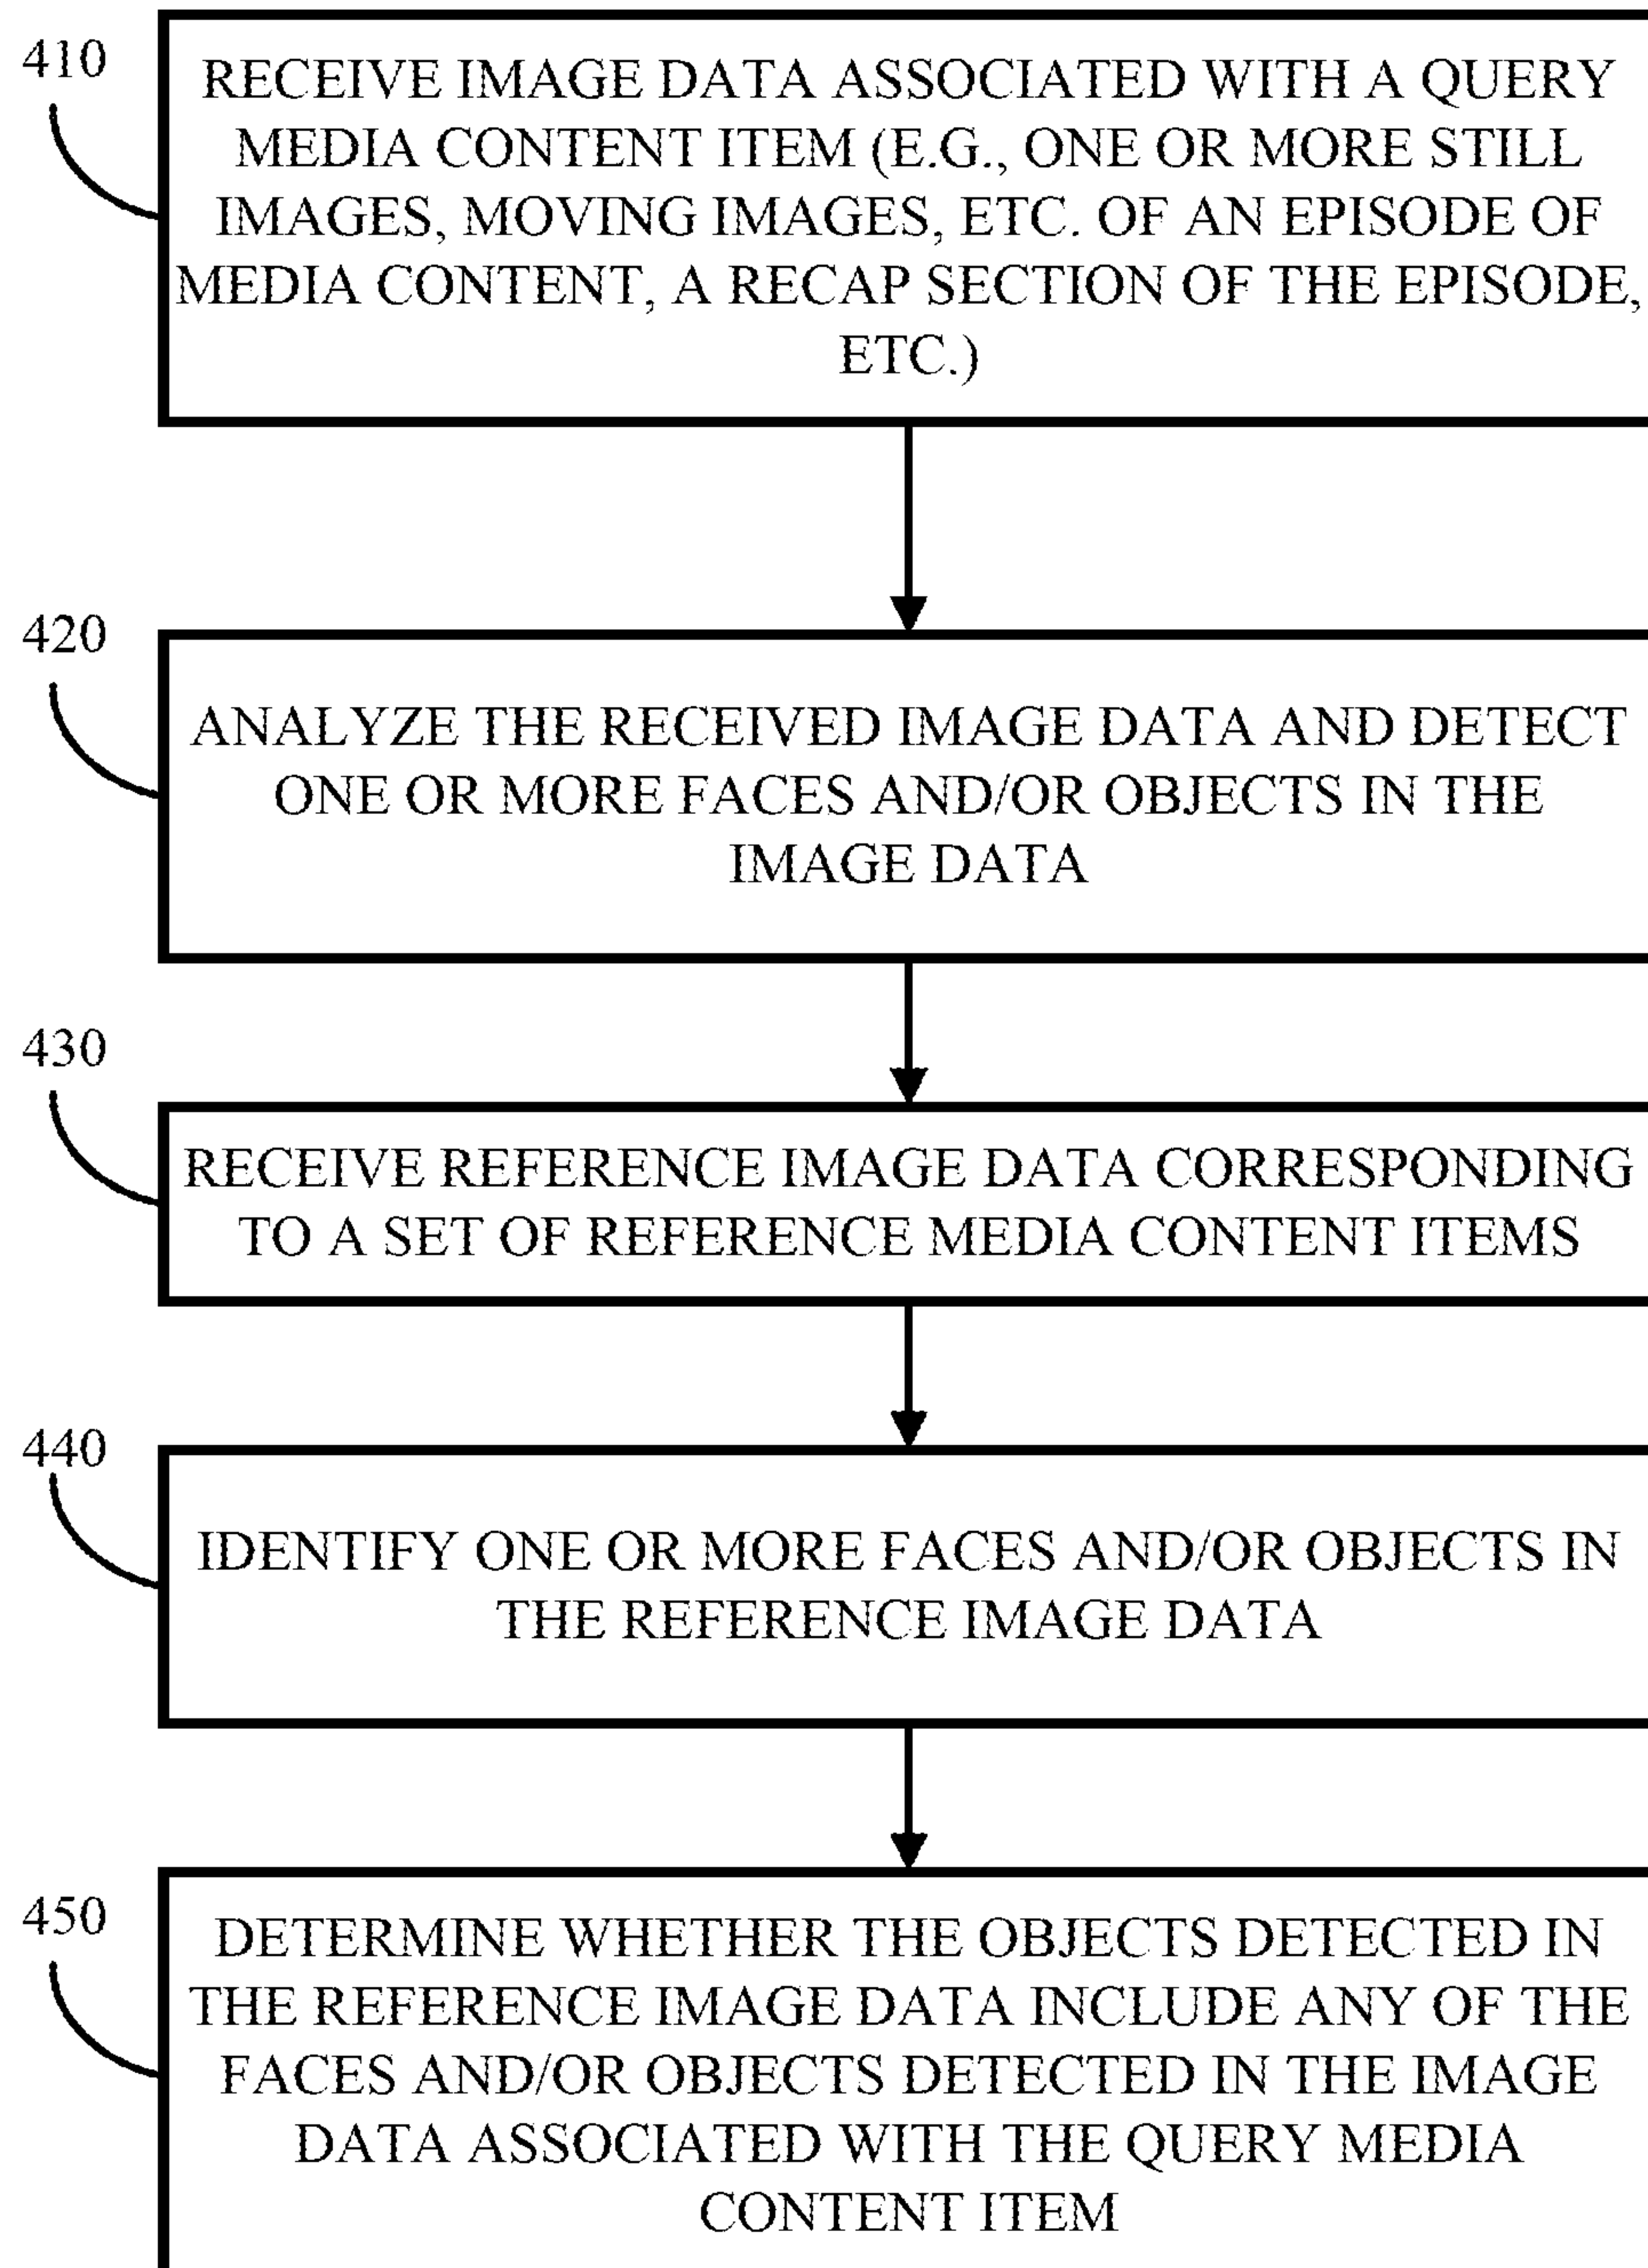 410
RECEIVE IMAGE DATA ASSOCIATED WITH A QUERY
MEDIA CONTENT ITEM (E.G., ONE OR MORE STILL
IMAGES, MOVING IMAGES, ETC. OF AN EPISODE OF
MEDIA CONTENT, A RECAP SECTION OF THE EPISODE,
ETC.)
420
ANALYZE THE RECEIVED IMAGE DATA AND DETECT
ONE OR MORE FACES AND/OR OBJECTS IN THE
IMAGE DATA
430
RECEIVE REFERENCE IMAGE DATA CORRESPONDING
TO A SET OF REFERENCE MEDIA CONTENT ITEMS
440
IDENTIFY ONE OR MORE FACES AND/OR OBJECTS IN
THE REFERENCE IMAGE DATA
450
DETERMINE WHETHER THE OBJECTS DETECTED IN
THE REFERENCE IMAGE DATA INCLUDE ANY OF THE
FACES AND/OR OBJECTS DETECTED IN THE IMAGE
DATA ASSOCIATED WITH THE QUERY MEDIA
CONTENT ITEM